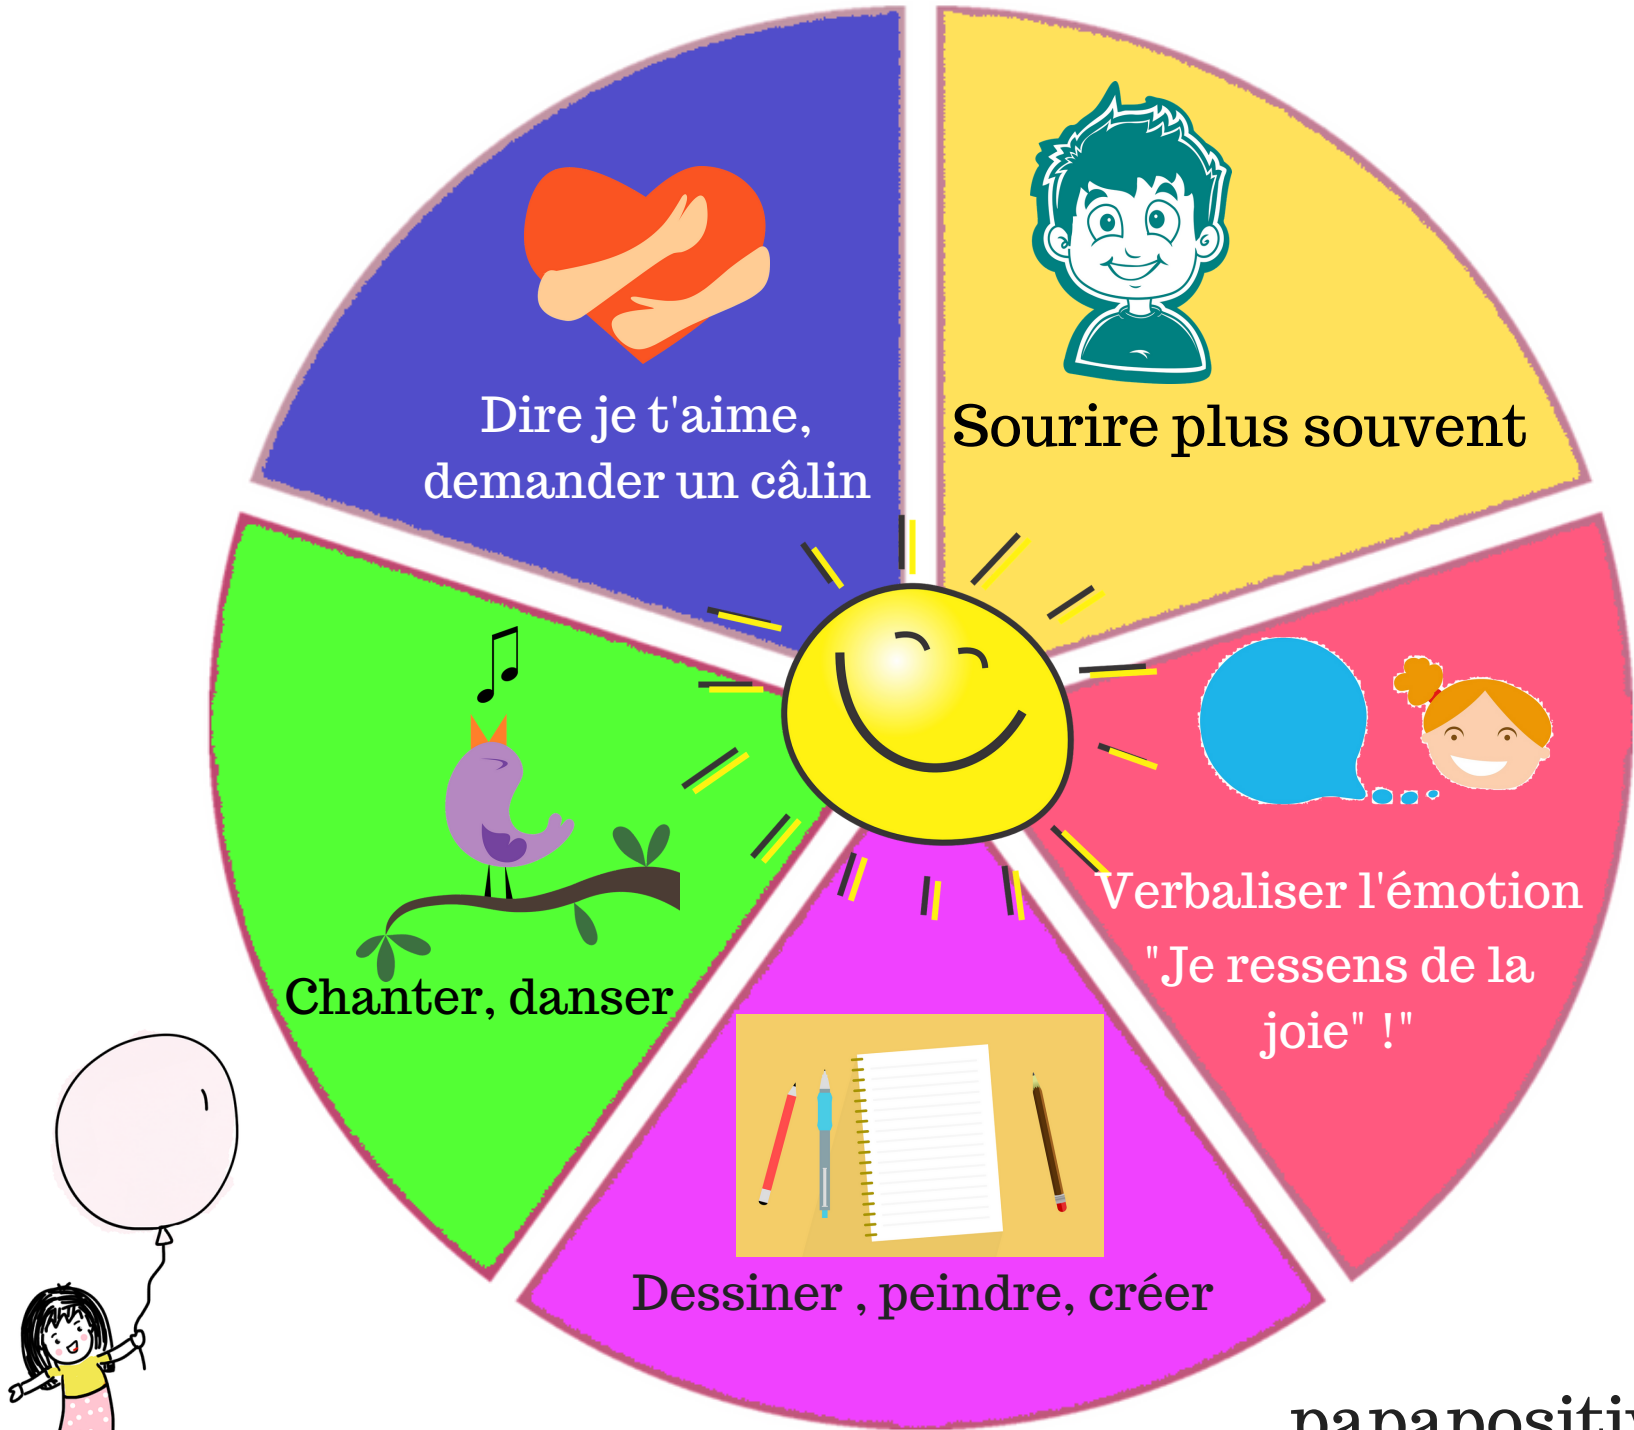 Dire je t'aime,
demander un câlin
Sourire plus souvent
Verbaliser l'émotion
"Je ressens de la
joie" !"
Chanter, danser
Dessiner , peindre, créer